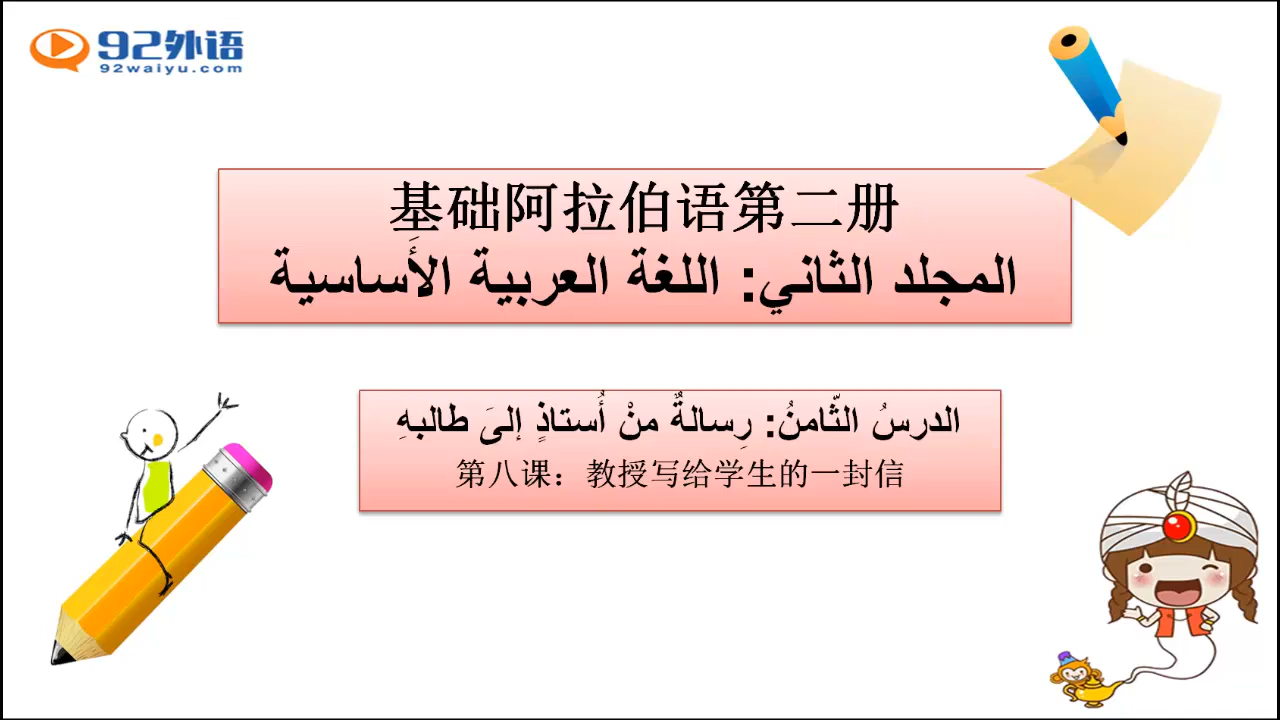 92外语
92waiyu.com
基础阿拉伯语第二册
المجلد الثاني: اللغة العربية الأَساسية
الدرسُ الثّامنُ: رِسالةٌ منْ أُستاذٍ إلىَ طالبهِ
第八课：教授写给学生的一封信